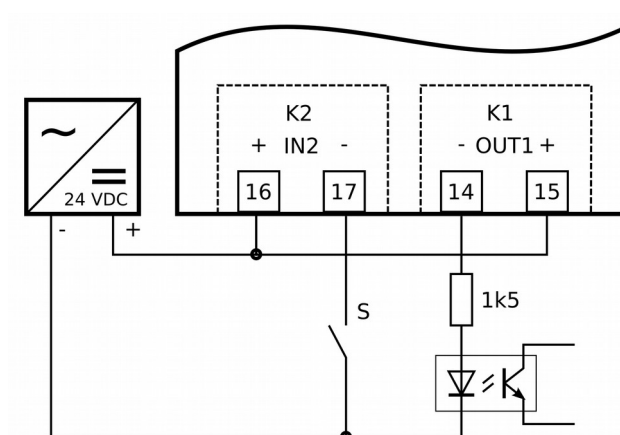 K2
+ IN2 -
16 17
K1
- OUT1 +
14 15
~
=
24 VDC
- +
S
1k5